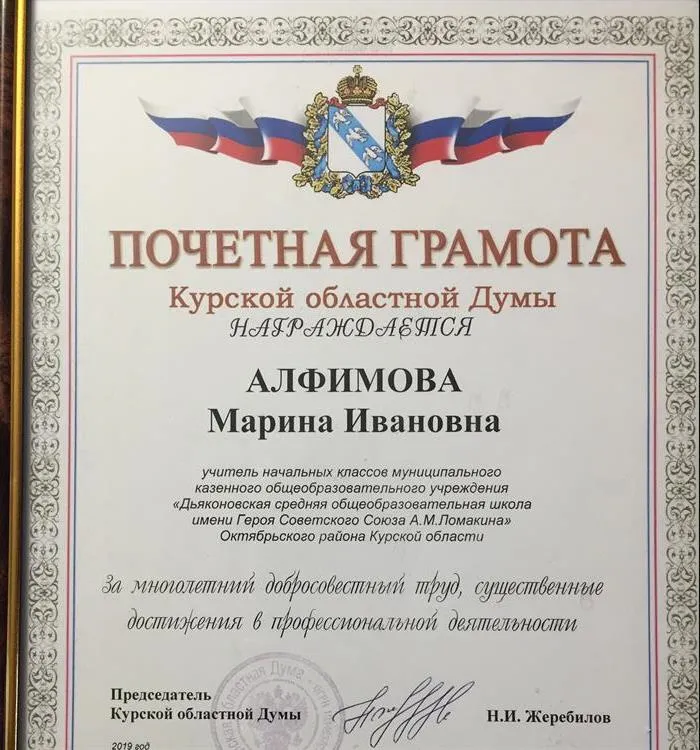 ПОЧЕТНАЯ ГРАМОТА
Курской областной Думы
НАГРАЖДАЕТСЯ
АЛФИМОВА
Марина Ивановна
учитель начальных классов муниципального
казенного общеобразовательного учреждения
«Дьяконовская средняя общеобразовательная школа
имени Героя Советского Союза А.М.Ломакина»
Октябрьского района Курской области
За многолетний добросовестный труд, существенные
достижения в профессиональной деятельности
Председатель
Курской областной Думы
Н.И. Жеребилов
2019 год
областная Дума